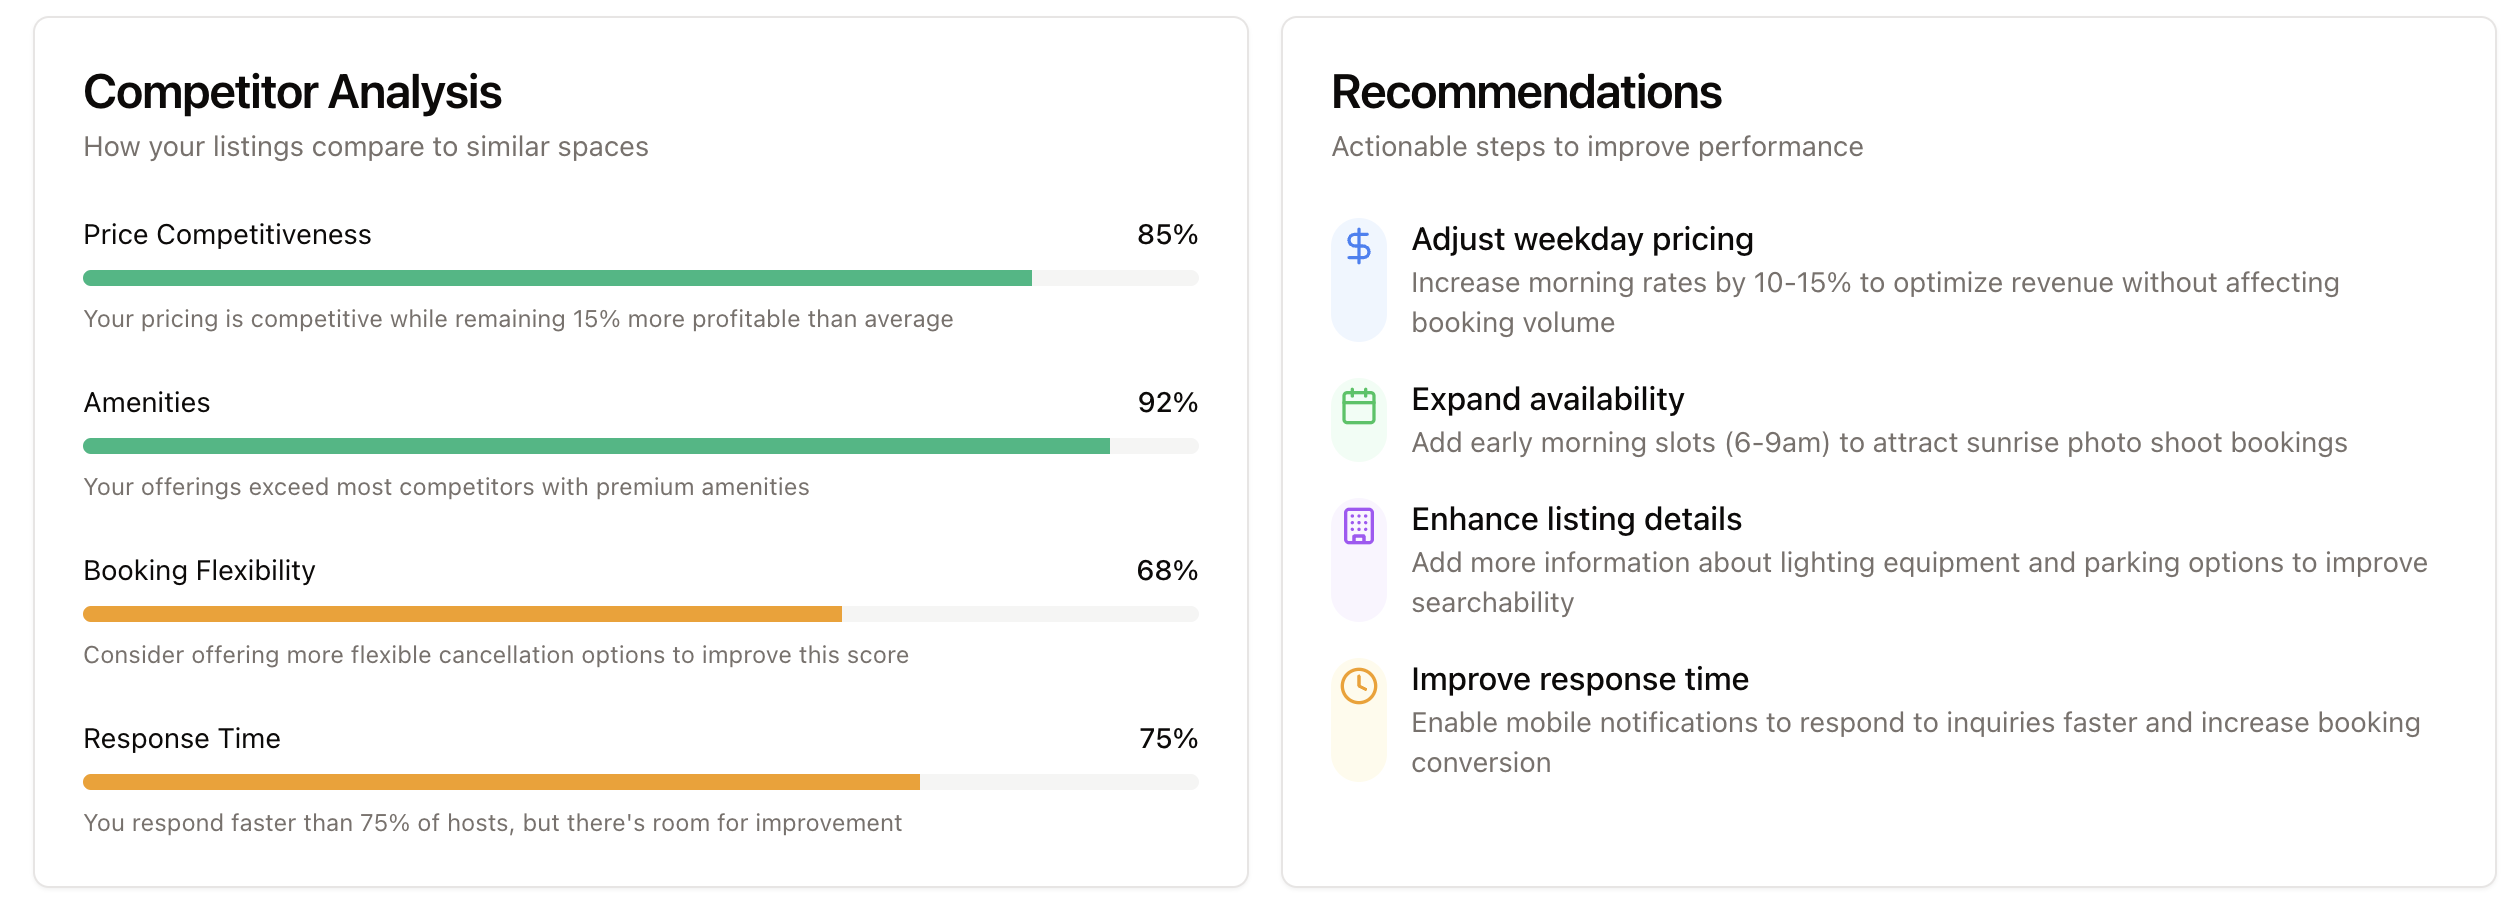 Competitor Analysis
How your listings compare to similar spaces
Price Competitiveness 85%
Your pricing is competitive while remaining 15% more profitable than average
Amenities 92%
Your offerings exceed most competitors with premium amenities
Booking Flexibility 68%
Consider offering more flexible cancellation options to improve this score
Response Time 75%
You respond faster than 75% of hosts, but there's room for improvement
Recommendations
Actionable steps to improve performance
Adjust weekday pricing
Increase morning rates by 10-15% to optimize revenue without affecting
booking volume
Expand availability
Add early morning slots (6-9am) to attract sunrise photo shoot bookings
Enhance listing details
Add more information about lighting equipment and parking options to improve
searchability
Improve response time
Enable mobile notifications to respond to inquiries faster and increase booking
conversion